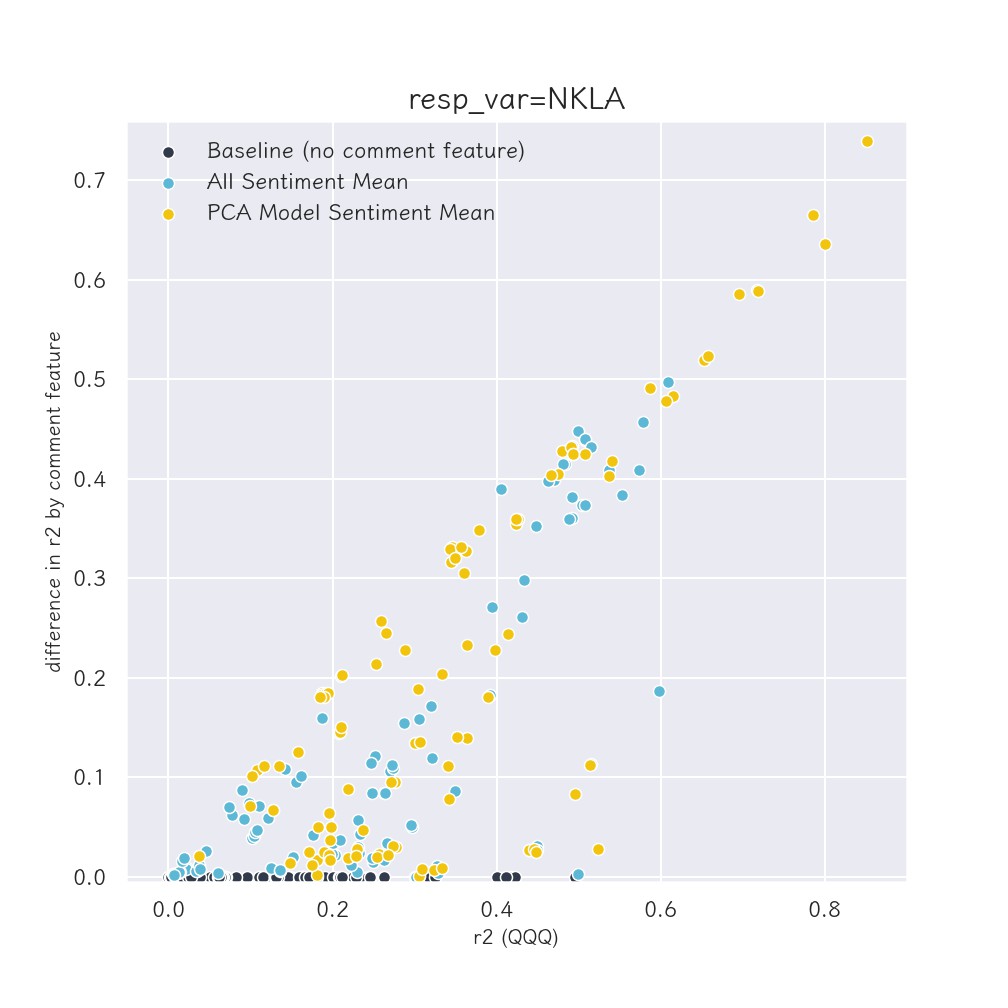 resp_var=NKLA
Baseline (no comment feature)
All Sentiment Mean
PCA Model Sentiment Mean
0.7
0.6
0.5
0.4
0.3
0.2
0.1
0.0
difference in r2 by comment feature
0.0 0.2 0.4 0.6 0.8
r2 (QQQ)